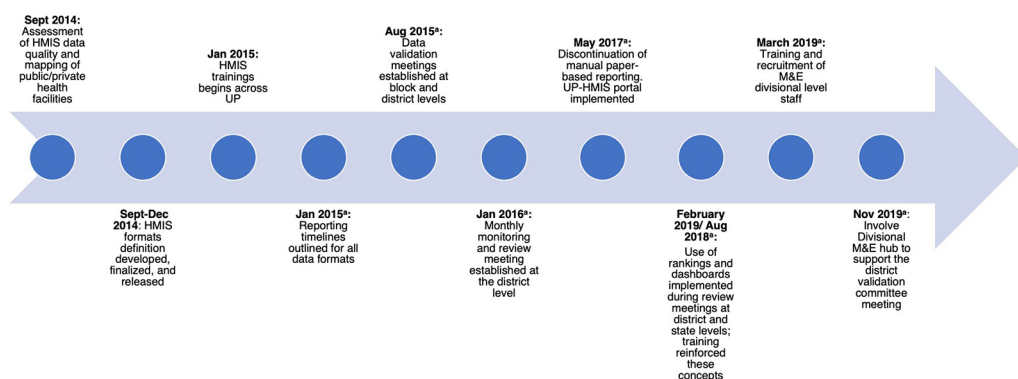 Sept 2014:
Assessment
of HMIS data
quality and
mapping of
public/private
health
facilities
Sept-Dec
2014: HMIS
formats
definition
developed,
finalized, and
released
Jan 2015:
HMIS
trainings
begins across
UP
Jan 2015ᵃ:
Reporting
timelines
outlined for all
data formats
Aug 2015ᵃ:
Data
validation
meetings
established at
block and
district levels
Jan 2016ᵃ:
Monthly
monitoring
and review
meeting
established at
the district
level
May 2017ᵃ:
Discontinuation of
manual paper-
based reporting.
UP-HMIS portal
implemented
February
2019/ Aug
2018ᵃ:
Use of
rankings and
dashboards
implemented
during review
meetings at
district and
state levels;
training
reinforced
these
concepts
March 2019ᵃ:
Training and
recruitment of
M&E
divisional level
staff
Nov 2019ᵃ:
Involve
Divisional
M&E hub to
support the
district
validation
committee
meeting